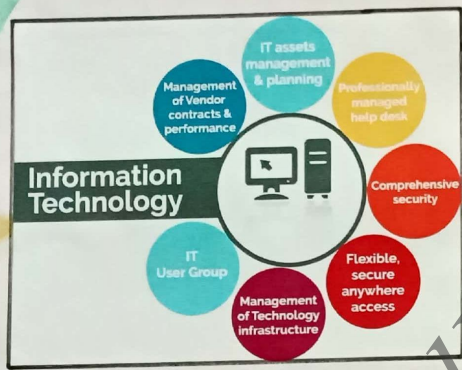 IT assets
management
& planning
Management
of Vendor
contracts &
performance
Professionally
managed
help desk
Information
Technology
Comprehensive
security
IT
User Group
Flexible,
secure
anywhere
access
Management
of Technology
infrastructure